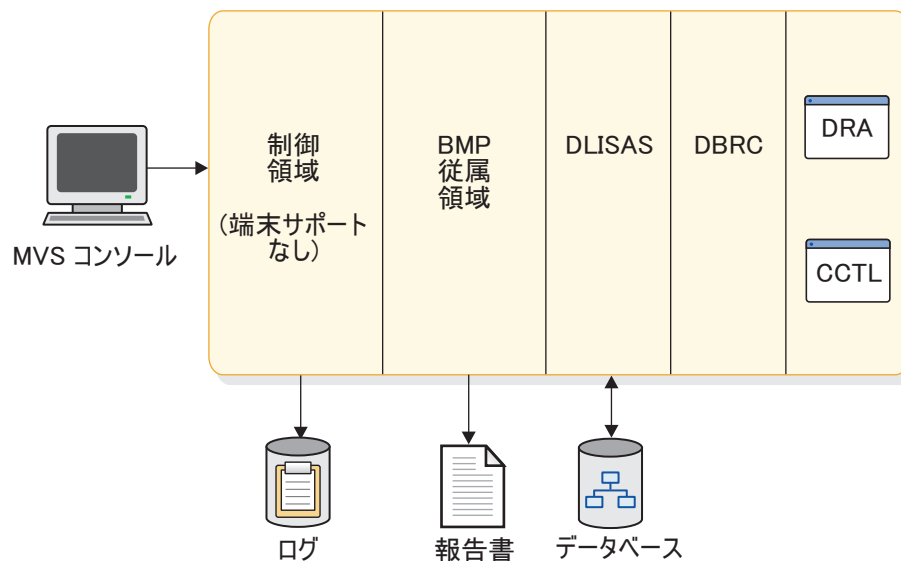 MVS コンソール
制御
領域
(端末サポート
なし)
BMP
従属
領域
DLISAS
DBRC
DRA
CCTL
ログ
報告書
データベース